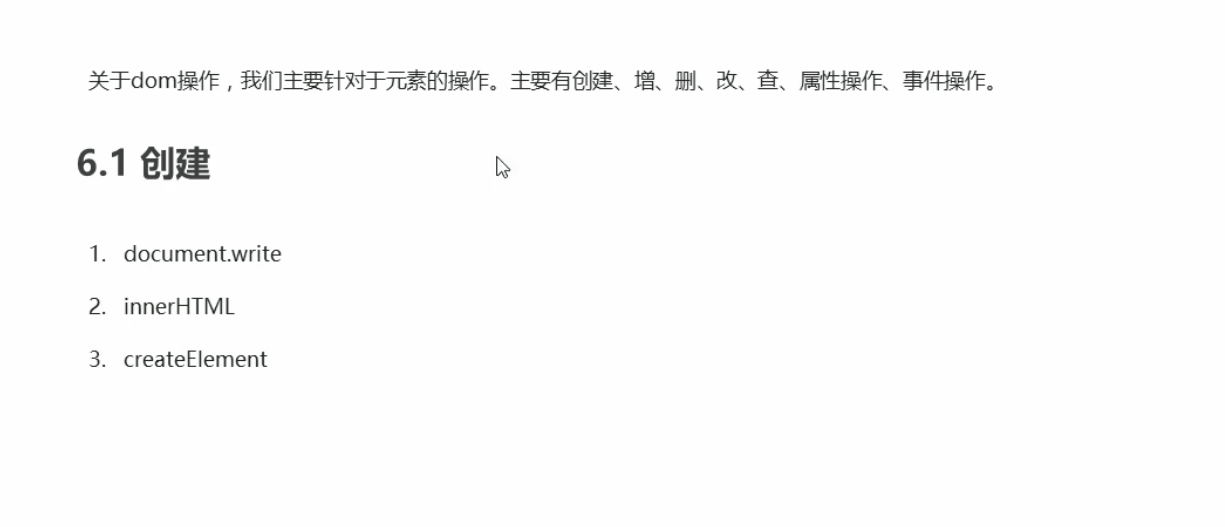 关于dom操作，我们主要针对于元素的操作。主要有创建、增、删、改、查、属性操作、事件操作。
6.1 创建
1. document.write
2. innerHTML
3. createElement